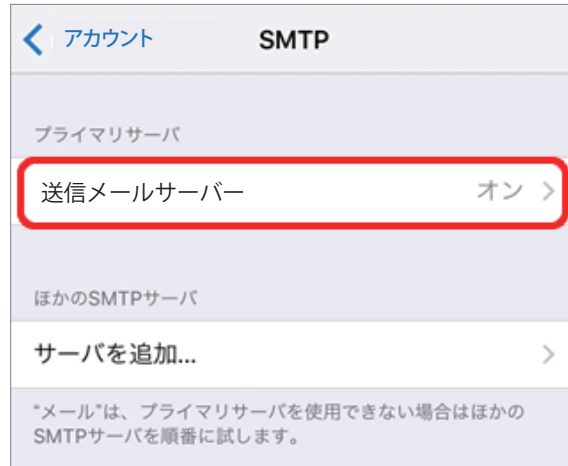 アカウント SMTP
プライマリサーバ
送信メールサーバー オン
ほかのSMTPサーバ
サーバを追加...
"メール"は、プライマリサーバを使用できない場合はほかの
SMTPサーバを順番に試します。